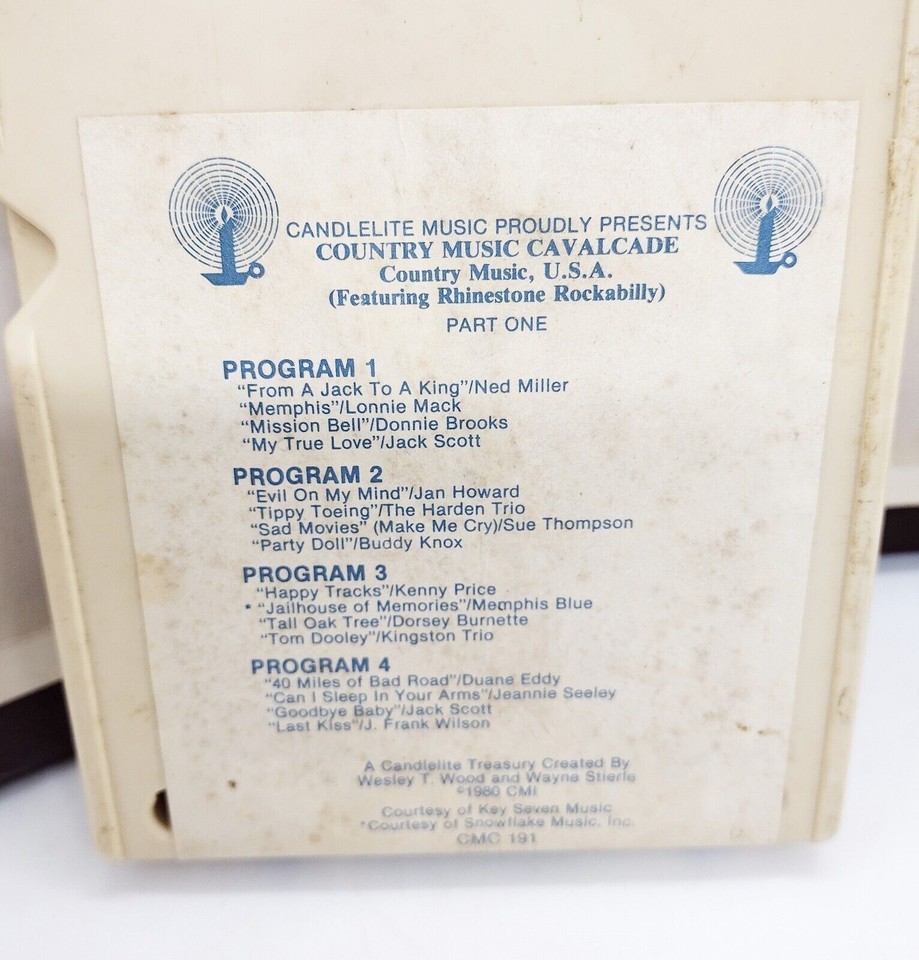 CANDLELITE MUSIC PROUDLY PRESENTS
COUNTRY MUSIC CAVALCADE
Country Music, U.S.A.
(Featuring Rhinestone Rockabilly)
PART ONE
PROGRAM 1
"From A Jack To A King"/Ned Miller
"Memphis"/Lonnie Mack
"Mission Bell"/Donnie Brooks
"My True Love"/Jack Scott
PROGRAM 2
"Evil On My Mind"/Jan Howard
"Tippy Toeing"/The Harden Trio
"Sad Movies" (Make Me Cry)/Sue Thompson
"Party Doll"/Buddy Knox
PROGRAM 3
"Happy Tracks"/Kenny Price
* "Jailhouse of Memories"/Memphis Blue
"Tall Oak Tree"/Dorsey Burnette
"Tom Dooley"/Kingston Trio
PROGRAM 4
"40 Miles of Bad Road"/Duane Eddy
"Can I Sleep In Your Arms"/Jeannie Seeley
"Goodbye Baby"/Jack Scott
"Last Kiss"/J. Frank Wilson
A Candlelite Treasury Created By
Wesley T. Wood and Wayne Stierle
©1980 CMI
Courtesy of Key Seven Music
*Courtesy of Snowflake Music, Inc.
CMC 191